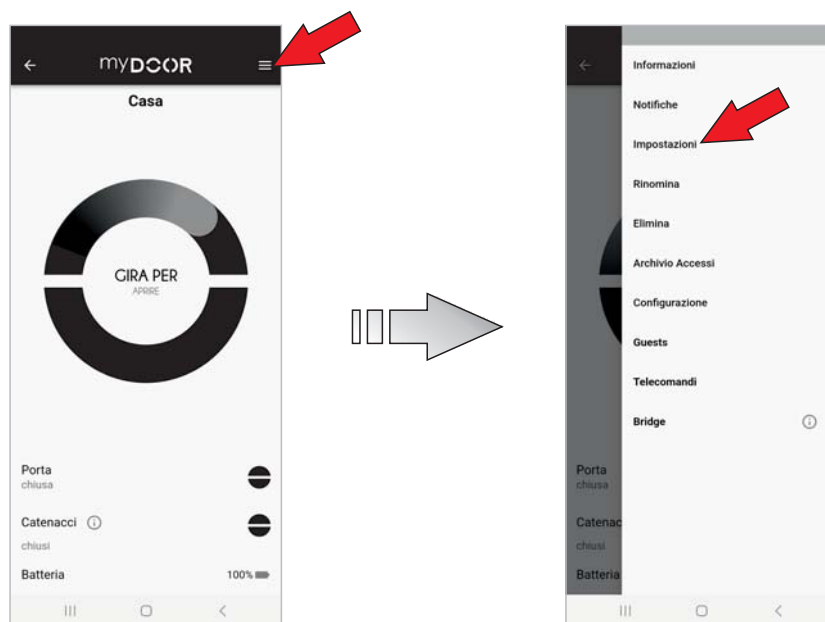 myDOOR
Casa
GIRA PER
APRIRE
Porta
chiusa
Catenacci
chiusi
Batteria
100%
Informazioni
Notifiche
Impostazioni
Rinomina
Elimina
Archivio Accessi
Configurazione
Guests
Telecomandi
Bridge
Porta
chiusa
Catenac
chiusi
Batteria